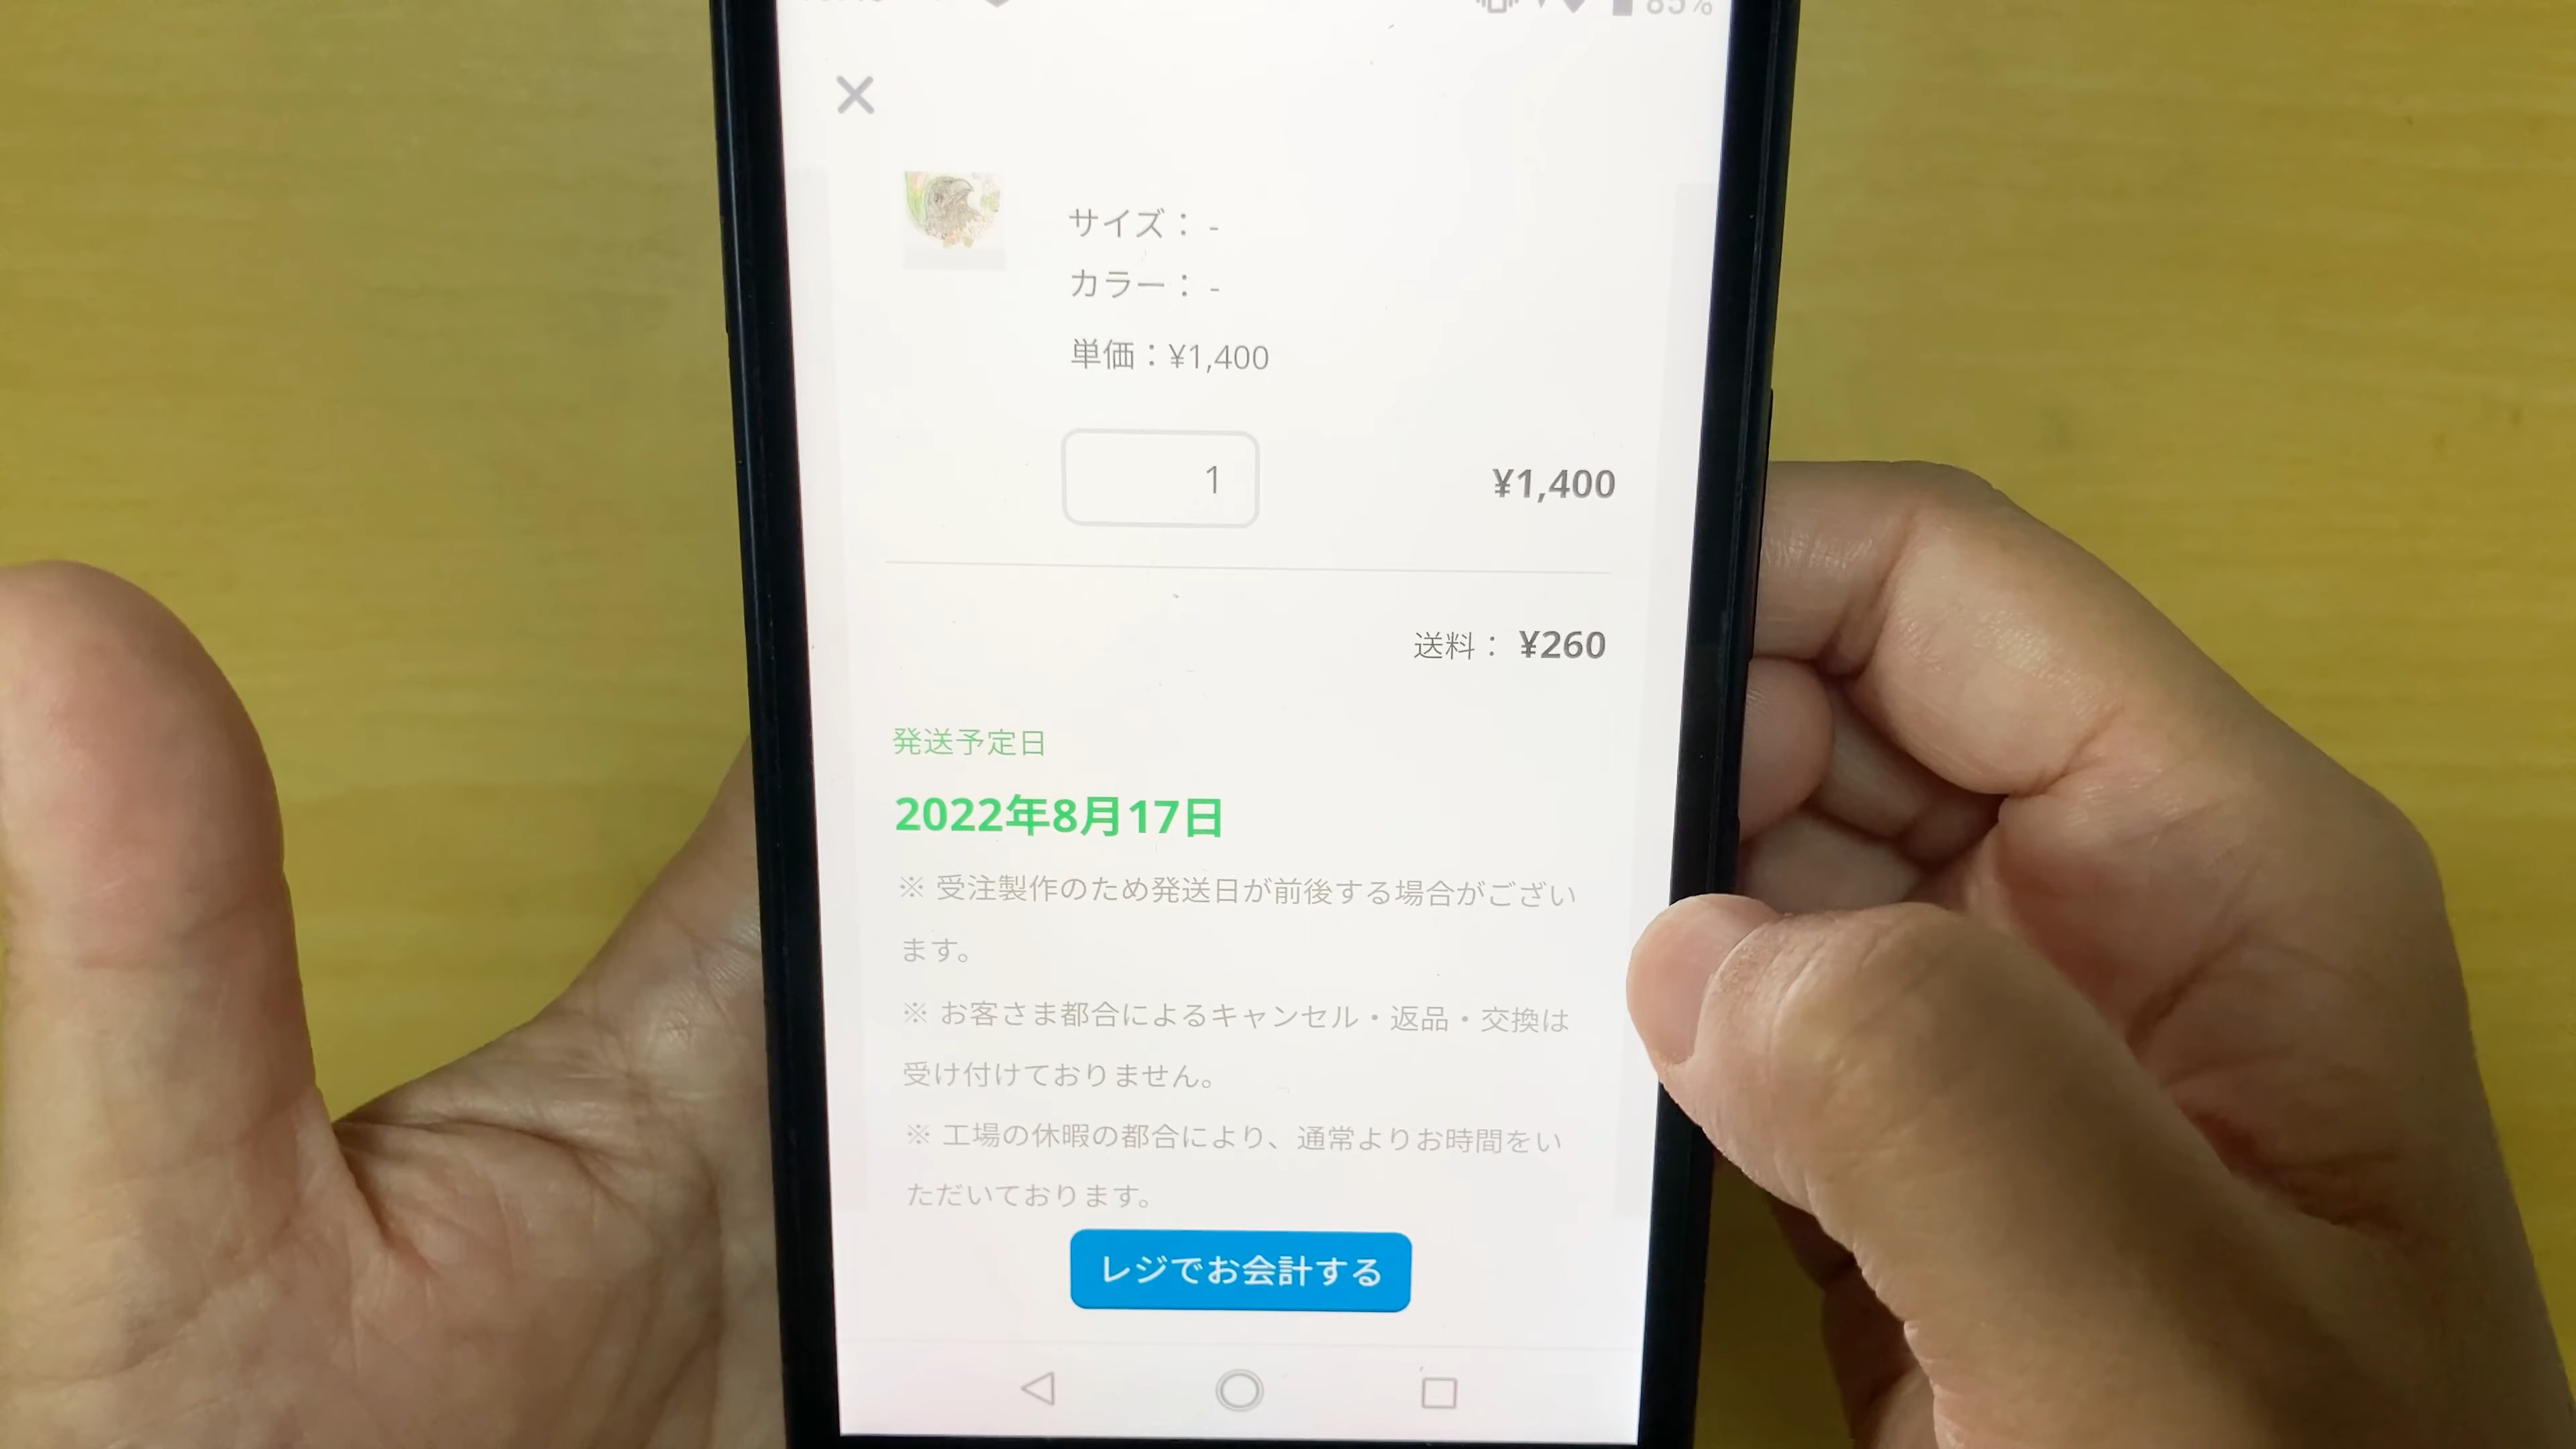 85%
サイズ： -
カラー： -
単価：¥1,400
1
¥1,400
送料： ¥260
発送予定日
2022年8月17日
※ 受注製作のため発送日が前後する場合がござい
ます。
※ お客さま都合によるキャンセル・返品・交換は
受け付けておりません。
※ 工場の休暇の都合により、通常よりお時間をい
ただいております。
レジでお会計する